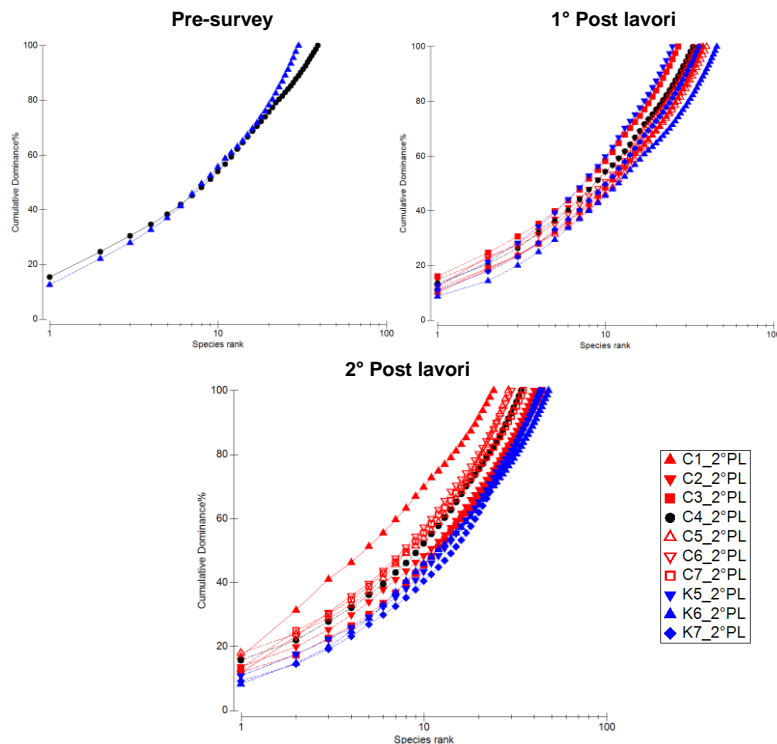 Pre-survey
100
80
60
40
20
0
Cumulative Dominance%
1
10
100
Species rank
1° Post lavori
100
80
60
40
20
0
Cumulative Dominance%
1
10
100
Species rank
2° Post lavori
100
80
60
40
20
0
Cumulative Dominance%
1
10
100
Species rank
C1_2°PL
C2_2°PL
C3_2°PL
C4_2°PL
C5_2°PL
C6_2°PL
C7_2°PL
K5_2°PL
K6_2°PL
K7_2°PL